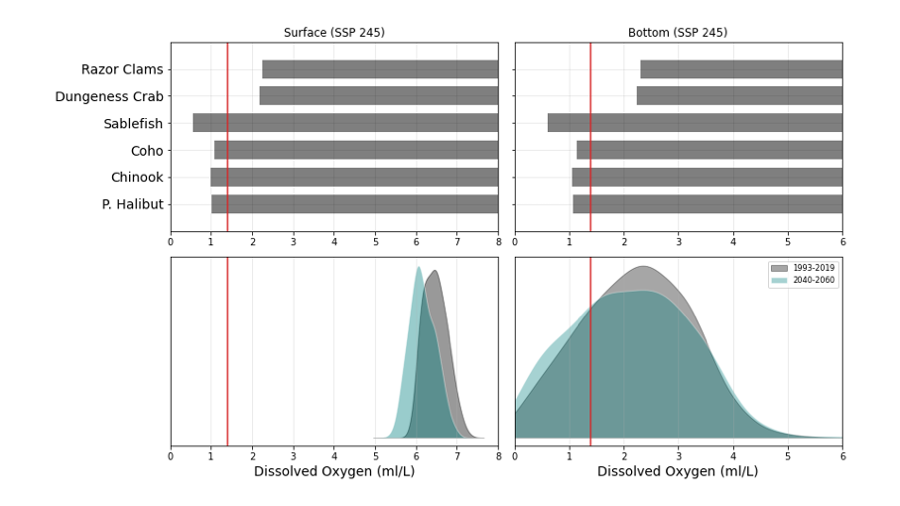 Surface (SSP 245)
Bottom (SSP 245)
Razor Clams
Dungeness Crab
Sablefish
Coho
Chinook
P. Halibut
0 1 2 3 4 5 6 7 8
0 1 2 3 4 5 6
1993-2019
2040-2060
0 1 2 3 4 5 6 7 8
0 1 2 3 4 5 6
Dissolved Oxygen (ml/L)
Dissolved Oxygen (ml/L)